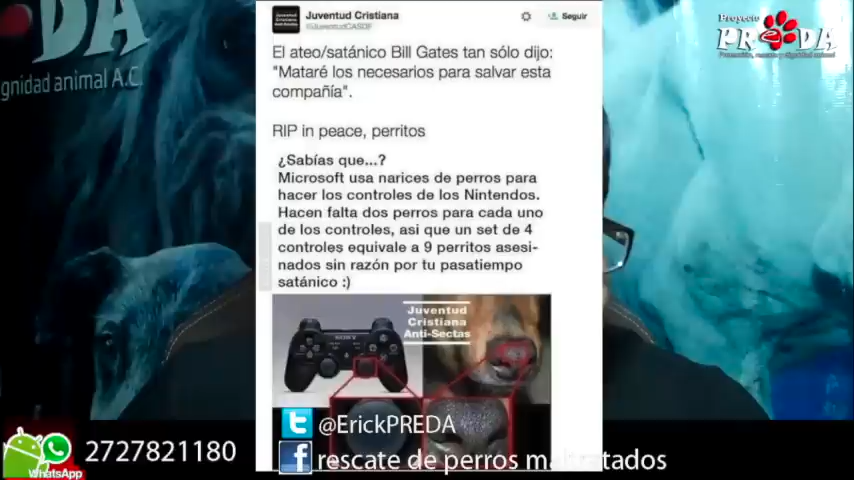 DA
gnidad animal A.C.
Juventud Cristiana
@JuventudCASDF
Seguir
El ateo/satánico Bill Gates tan sólo dijo:
"Mataré los necesarios para salvar esta
compañía".
RIP in peace, perritos
¿Sabías que...?
Microsoft usa narices de perros para
hacer los controles de los Nintendos.
Hacen falta dos perros para cada uno
de los controles, asi que un set de 4
controles equivale a 9 perritos asesi-
nados sin razón por tu pasatiempo
satánico :)
SONY
Juventud
Cristiana
Anti-Sectas
Proyecto
PREDA
@ErickPREDA
WhatsApp
2727821180
rescate de perros maltratados